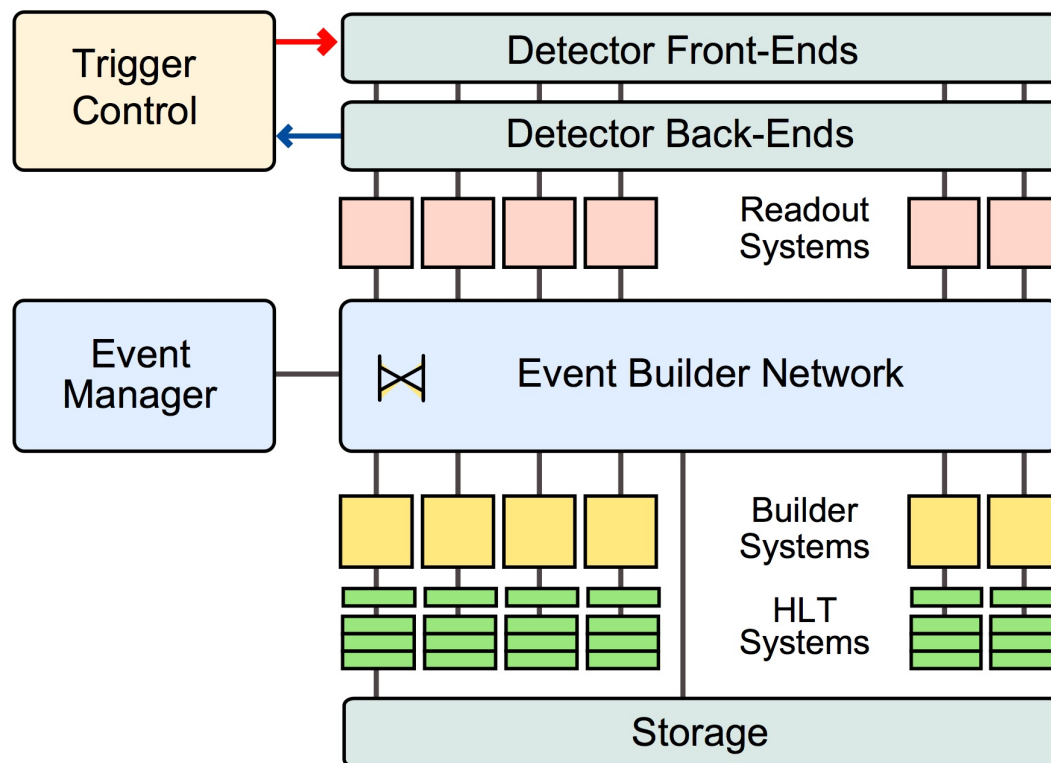 Trigger
Control
Detector Front-Ends
Detector Back-Ends
Readout
Systems
Event
Manager
Event Builder Network
Builder
Systems
HLT
Systems
Storage